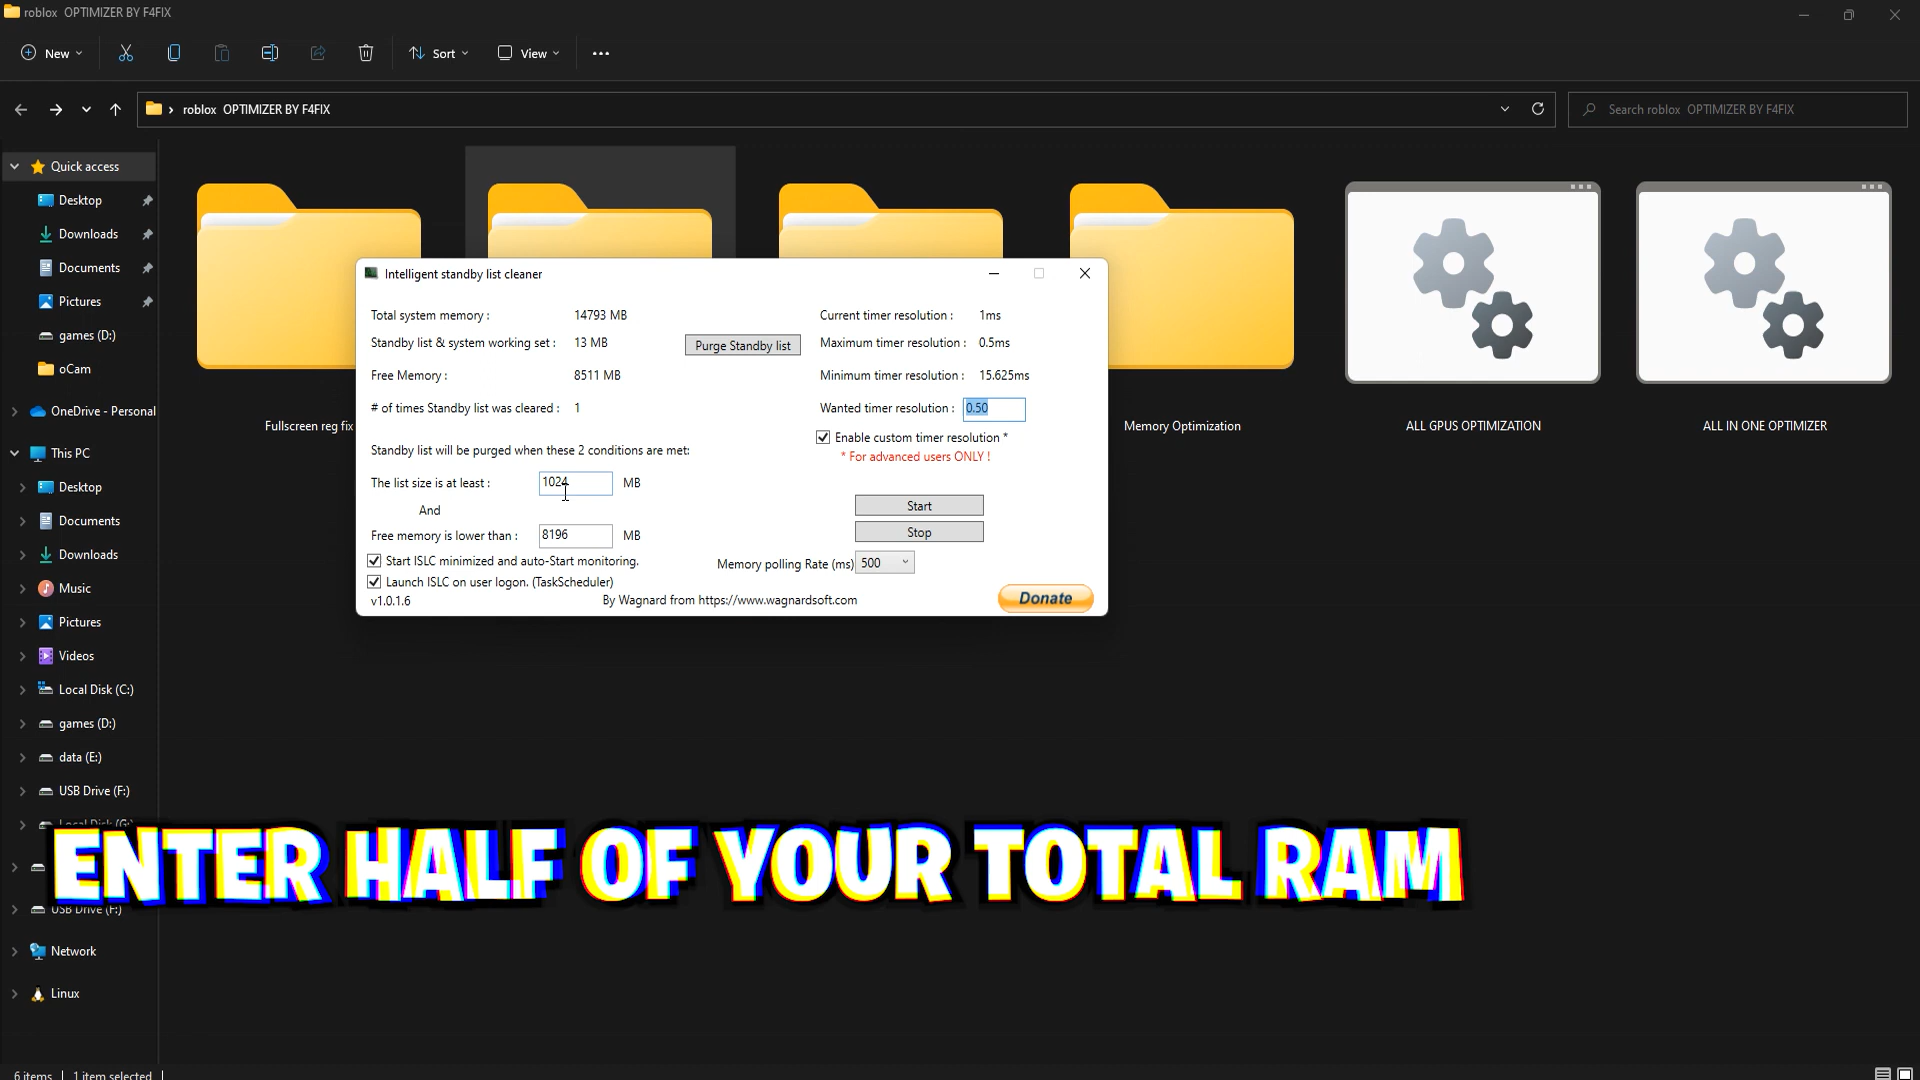 roblox OPTIMIZER BY F4FIX
New
Sort
View
roblox OPTIMIZER BY F4FIX
Search roblox OPTIMIZER BY F4FIX
Quick access
Desktop
Downloads
Documents
Pictures
games (D:)
oCam
OneDrive - Personal
This PC
Desktop
Documents
Downloads
Music
Pictures
Videos
Local Disk (C:)
games (D:)
data (E:)
USB Drive (F:)
Local Disk (G:)
USB Drive (F:)
Network
Linux
Fullscreen reg fix
Memory Optimization
ALL GPUS OPTIMIZATION
ALL IN ONE OPTIMIZER
Intelligent standby list cleaner
Total system memory : 14793 MB
Standby list & system working set : 13 MB
Purge Standby list
Free Memory : 8511 MB
# of times Standby list was cleared : 1
Standby list will be purged when these 2 conditions are met:
The list size is at least : 1024 MB
And
Free memory is lower than : 8196 MB
Start ISLC minimized and auto-Start monitoring.
Launch ISLC on user logon. (TaskScheduler)
v1.0.1.6
By Wagnard from https://www.wagnardsoft.com
Current timer resolution : 1ms
Maximum timer resolution : 0.5ms
Minimum timer resolution : 15.625ms
Wanted timer resolution : 0.50
Enable custom timer resolution *
* For advanced users ONLY !
Start
Stop
Memory polling Rate (ms) 500
Donate
ENTER HALF OF YOUR TOTAL RAM
6 items
1 item selected